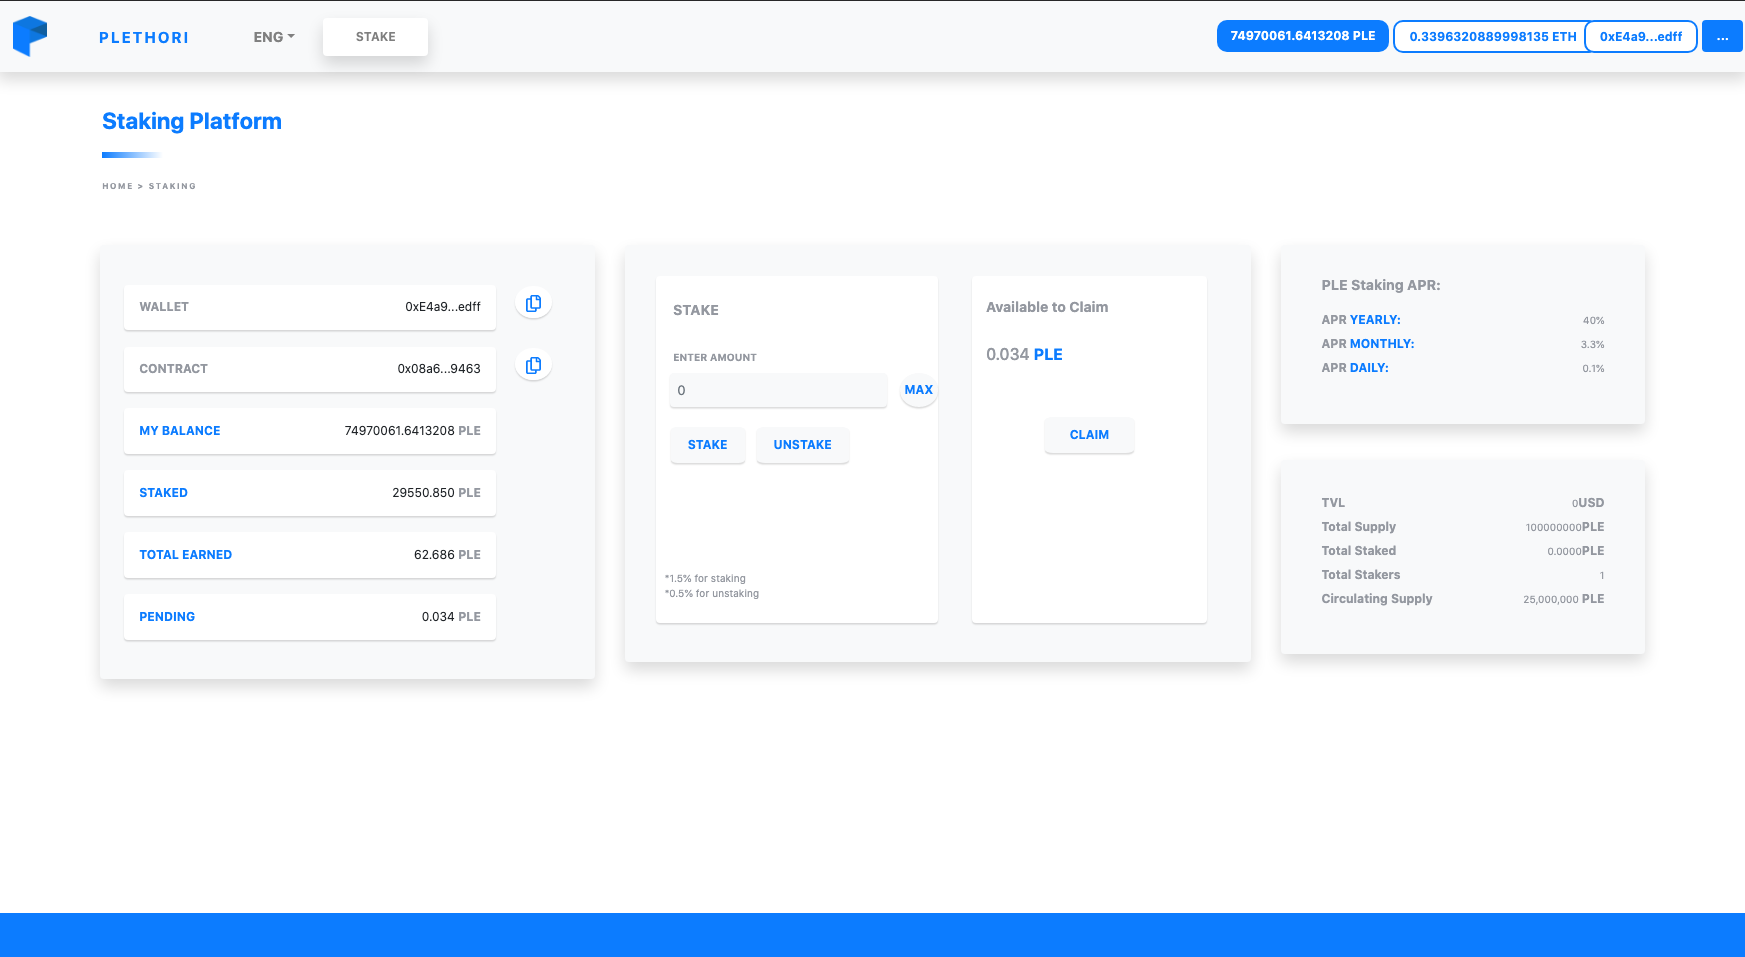 PLETHORI
ENG
STAKE
74970061.6413208 PLE
0.3396320889998135 ETH
0xE4a9...edff
...
Staking Platform
HOME > STAKING
WALLET 0xE4a9...edff
CONTRACT 0x08a6...9463
MY BALANCE 74970061.6413208 PLE
STAKED 29550.850 PLE
TOTAL EARNED 62.686 PLE
PENDING 0.034 PLE
STAKE
ENTER AMOUNT
0 MAX
STAKE UNSTAKE
*1.5% for staking
*0.5% for unstaking
Available to Claim
0.034 PLE
CLAIM
PLE Staking APR:
APR YEARLY: 40%
APR MONTHLY: 3.3%
APR DAILY: 0.1%
TVL 0USD
Total Supply 100000000PLE
Total Staked 0.0000PLE
Total Stakers 1
Circulating Supply 25,000,000 PLE